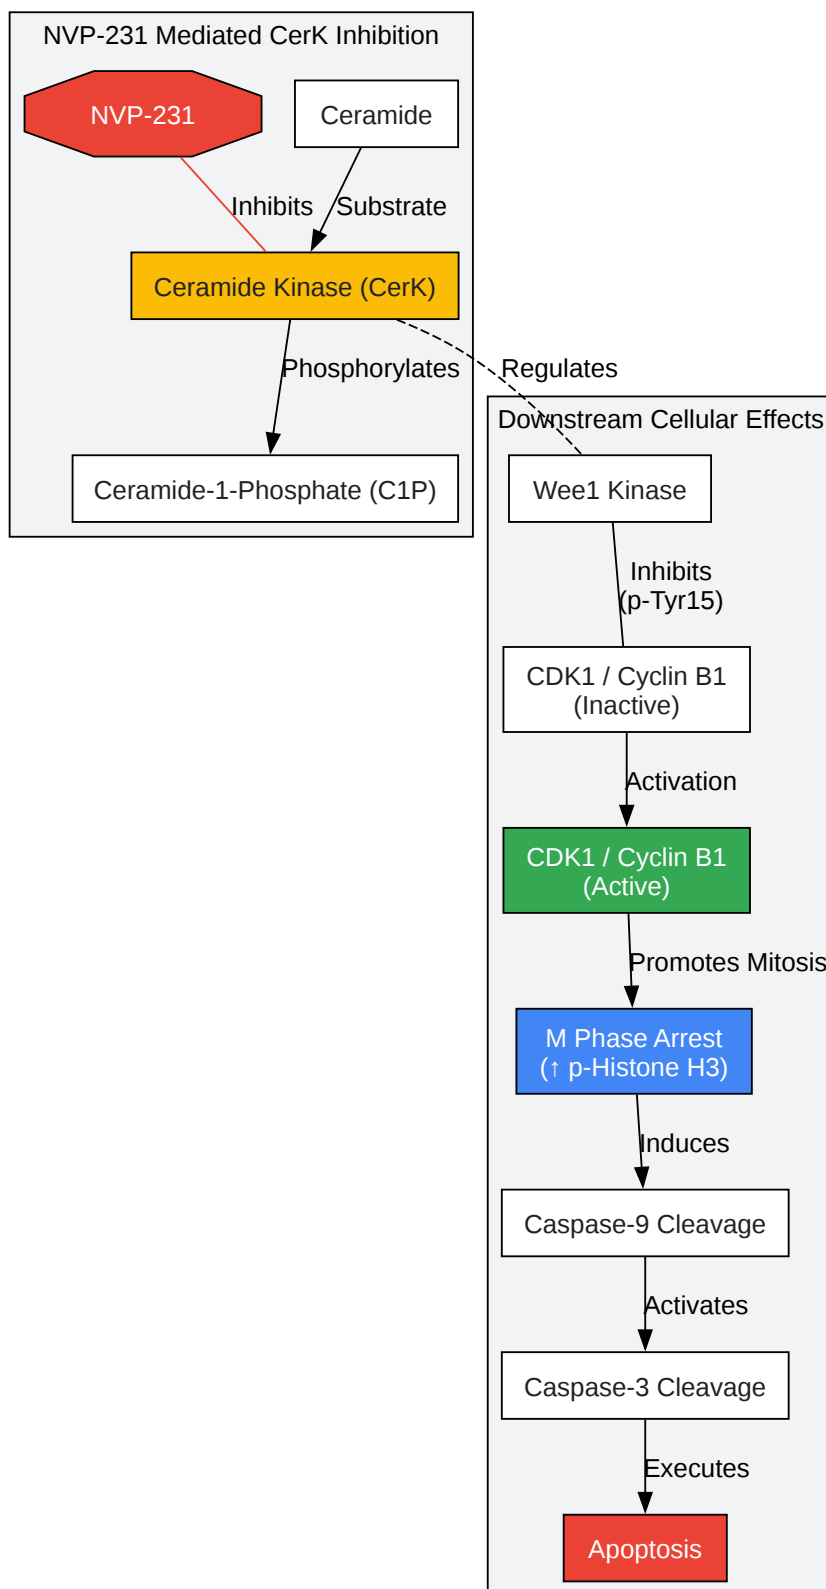 NVP-231 Mediated CerK Inhibition
NVP-231
Ceramide
Inhibits
Substrate
Ceramide Kinase (CerK)
Phosphorylates
Regulates
Ceramide-1-Phosphate (C1P)
Downstream Cellular Effects
Wee1 Kinase
Inhibits
(p-Tyr15)
CDK1 / Cyclin B1
(Inactive)
Activation
CDK1 / Cyclin B1
(Active)
Promotes Mitosis
M Phase Arrest
(↑ p-Histone H3)
Induces
Caspase-9 Cleavage
Activates
Caspase-3 Cleavage
Executes
Apoptosis